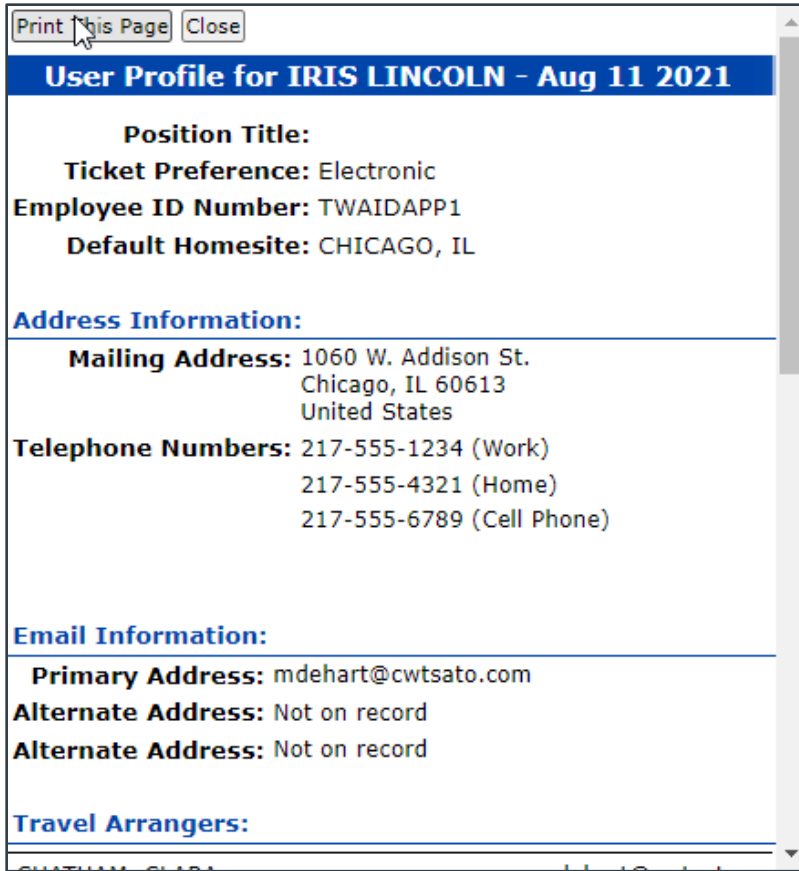 Print This Page Close
User Profile for IRIS LINCOLN - Aug 11 2021
Position Title:
Ticket Preference: Electronic
Employee ID Number: TWAIDAPP1
Default Homesite: CHICAGO, IL
Address Information:
Mailing Address: 1060 W. Addison St.
Chicago, IL 60613
United States
Telephone Numbers: 217-555-1234 (Work)
217-555-4321 (Home)
217-555-6789 (Cell Phone)
Email Information:
Primary Address: mdehart@cwtsato.com
Alternate Address: Not on record
Alternate Address: Not on record
Travel Arrangers: